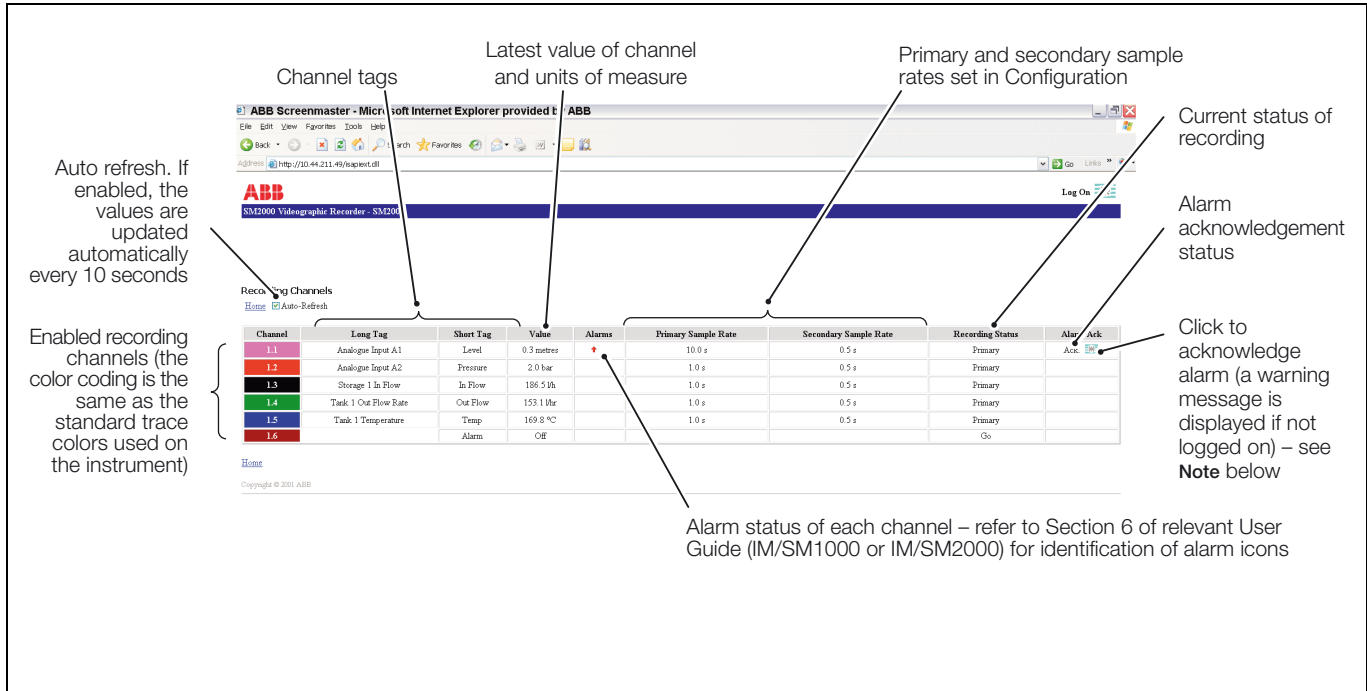 Channel tags
Latest value of channel
and units of measure
Primary and secondary sample
rates set in Configuration
Current status of
recording
Alarm
acknowledgement
status
Click to
acknowledge
alarm (a warning
message is
displayed if not
logged on) – see
Note below
Auto refresh. If
enabled, the
values are
updated
automatically
every 10 seconds
Enabled recording
channels (the
color coding is the
same as the
standard trace
colors used on
the instrument)
ABB Screenmaster - Microsoft Internet Explorer provided by ABB
File Edit View Favorites Tools Help
Back Search Favorites
Address http://10.44.211.49/isapiext.dll Go Links »
ABB Log On
SM2000 Videographic Recorder - SM200
Recording Channels
Home Auto-Refresh
Channel Long Tag Short Tag Value Alarms Primary Sample Rate Secondary Sample Rate Recording Status Alarm Ack
1.1 Analogue Input A1 Level 0.3 metres 10.0 s 0.5 s Primary Ack
1.2 Analogue Input A2 Pressure 2.0 bar 1.0 s 0.5 s Primary
1.3 Storage 1 In Flow In Flow 186.5 l/h 1.0 s 0.5 s Primary
1.4 Tank 1 Out Flow Rate Out Flow 153.1 l/hr 1.0 s 0.5 s Primary
1.5 Tank 1 Temperature Temp 169.8 °C 1.0 s 0.5 s Primary
1.6 Alarm Off Go
Home
Copyright © 2001 ABB
Alarm status of each channel – refer to Section 6 of relevant User
Guide (IM/SM1000 or IM/SM2000) for identification of alarm icons